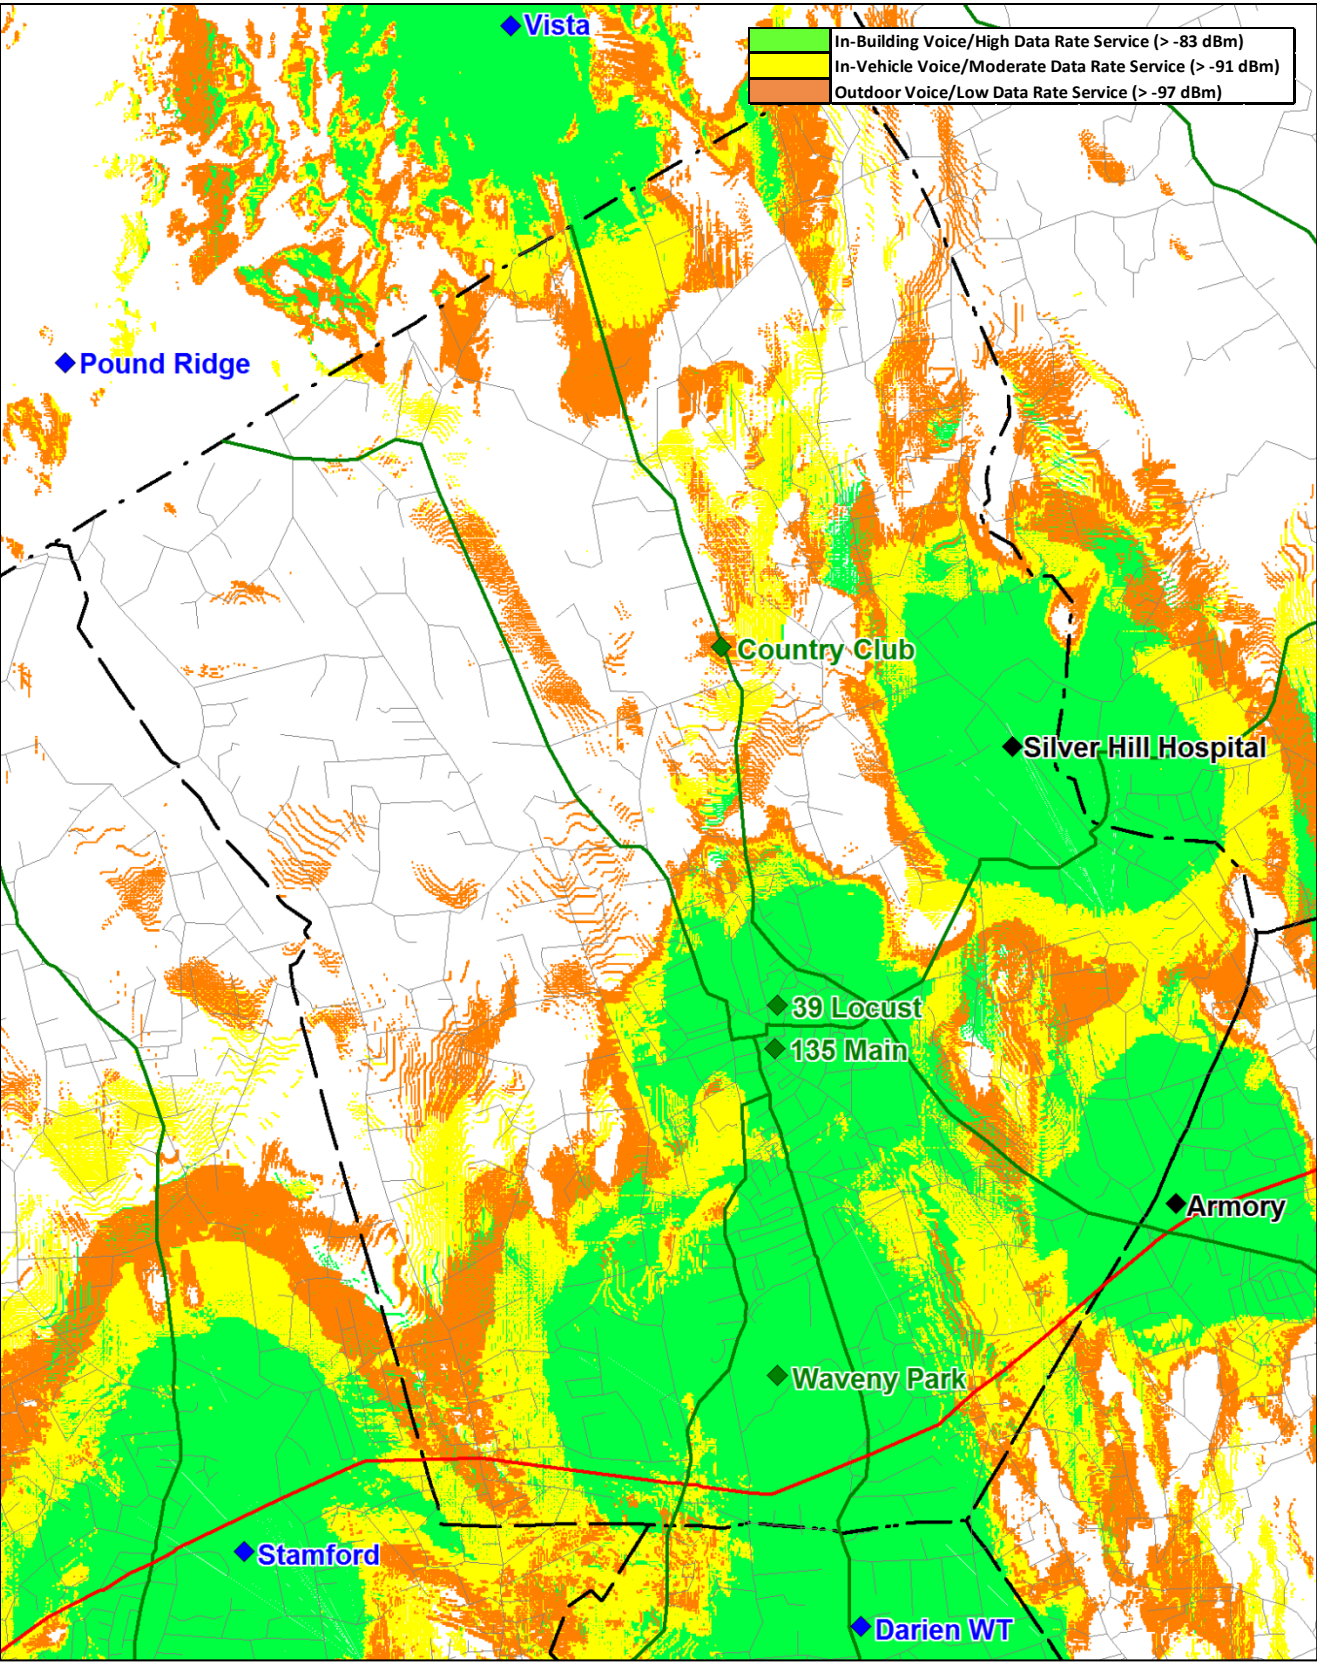 Vista
In-Building Voice/High Data Rate Service (> -83 dBm)
In-Vehicle Voice/Moderate Data Rate Service (> -91 dBm)
Outdoor Voice/Low Data Rate Service (> -97 dBm)
Pound Ridge
Country Club
Silver Hill Hospital
39 Locust
135 Main
Armory
Waveny Park
Stamford
Darien WT